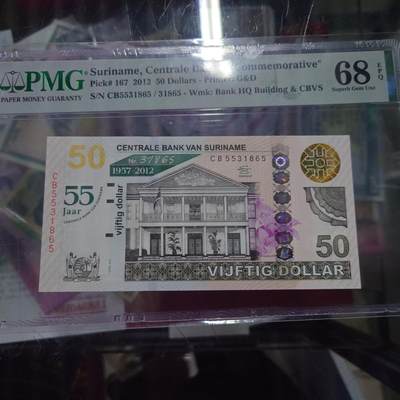 PMG
PAPER MONEY GUARANTY
Suriname, Centrale Commemorative"
Pick# 167 2012 50 Dollars - Printer: G&D
S/N CB5531865 / 31865 - Wmk: Bank HQ Building & CBVS
68 EPQ
Superb Gem Unc
50
CENTRALE BANK VAN SURINAME
Nr. 31865
CB5531865
1957-2012
55
Jaar
vijftig dollar
CB5531865
50
VIJFTIG DOLLAR